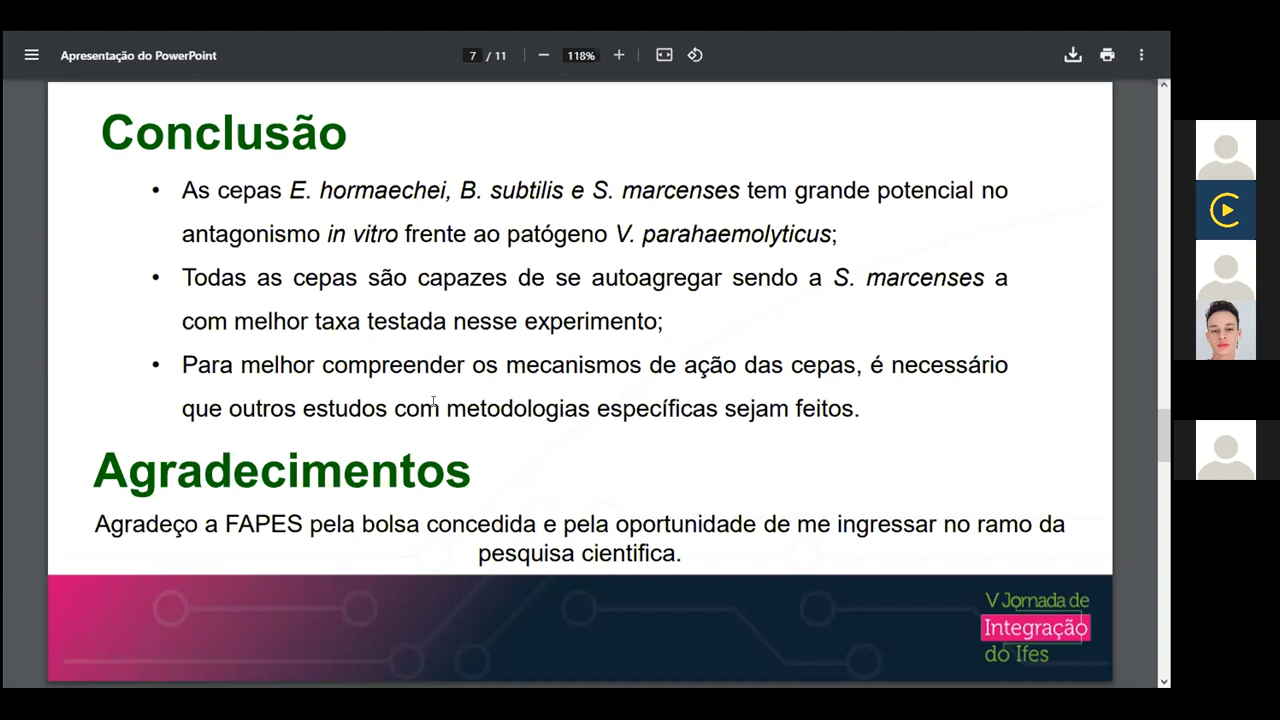 Apresentação do PowerPoint
7 / 11
118%
Conclusão
• As cepas E. hormaechei, B. subtilis e S. marcenses tem grande potencial no
antagonismo in vitro frente ao patógeno V. parahaemolyticus;
• Todas as cepas são capazes de se autoagregar sendo a S. marcenses a
com melhor taxa testada nesse experimento;
• Para melhor compreender os mecanismos de ação das cepas, é necessário
que outros estudos com metodologias específicas sejam feitos.
Agradecimentos
Agradeço a FAPES pela bolsa concedida e pela oportunidade de me ingressar no ramo da
pesquisa cientifica.
V Jornada de
Integração
do Ifes